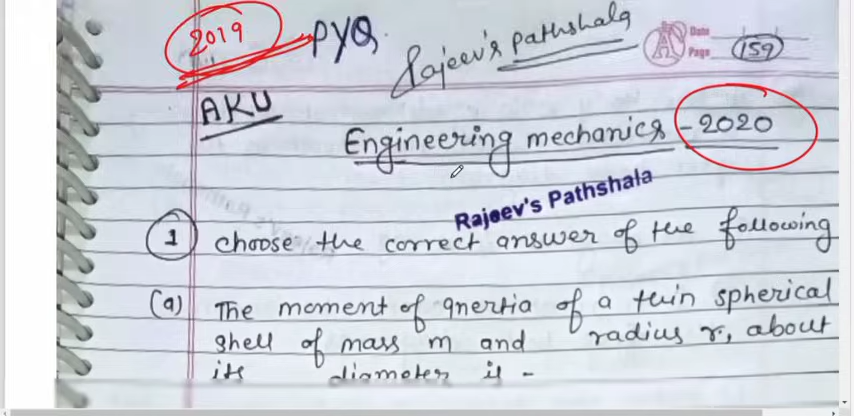 2019 PYQ Rajeev's pathshala Date
Page 159
AKU
Engineering mechanics - 2020
Rajeev's Pathshala
1 choose the correct answer of the following
(a) The moment of gnertia of a thin spherical
shell of mass m and radius r, about
its diameter is -